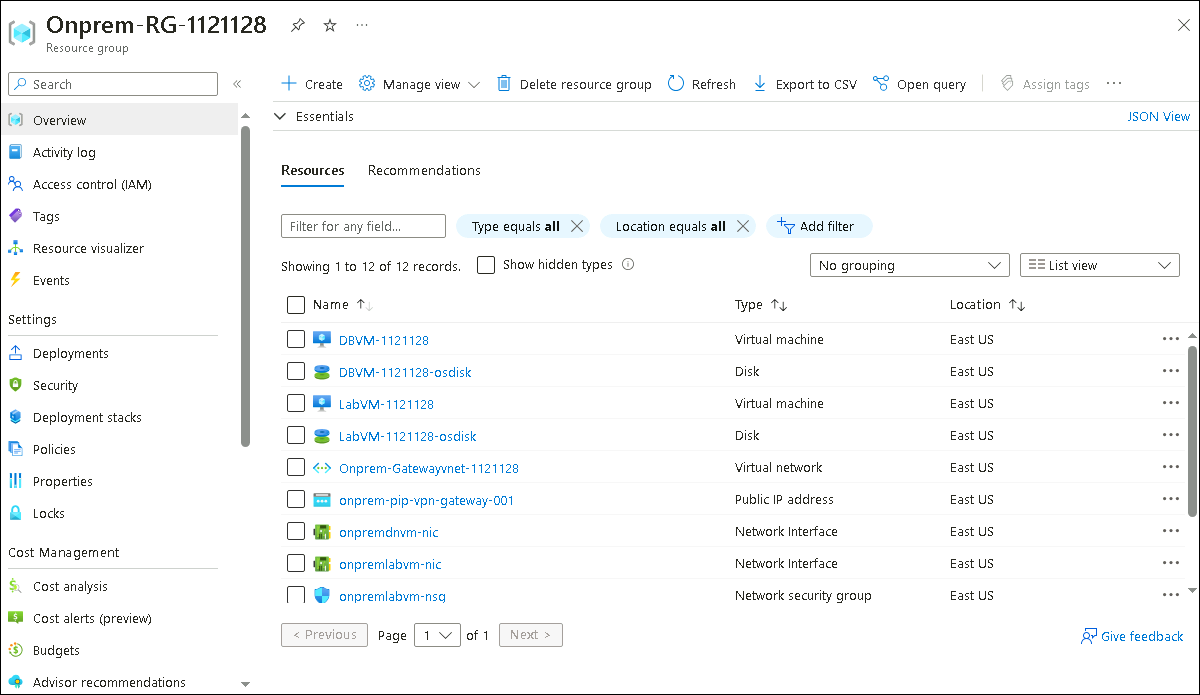 Onprem-RG-1121128
Resource group
Search
Overview
Activity log
Access control (IAM)
Tags
Resource visualizer
Events
Settings
Deployments
Security
Deployment stacks
Policies
Properties
Locks
Cost Management
Cost analysis
Cost alerts (preview)
Budgets
Advisor recommendations
Create Manage view Delete resource group Refresh Export to CSV Open query Assign tags
Essentials JSON View
Resources Recommendations
Filter for any field... Type equals all Location equals all Add filter
Showing 1 to 12 of 12 records. Show hidden types No grouping List view
Name Type Location
DBVM-1121128 Virtual machine East US
DBVM-1121128-osdisk Disk East US
LabVM-1121128 Virtual machine East US
LabVM-1121128-osdisk Disk East US
Onprem-Gatewayvnet-1121128 Virtual network East US
onprem-pip-vpn-gateway-001 Public IP address East US
onpremdnvm-nic Network Interface East US
onpremlabvm-nic Network Interface East US
onpremlabvm-nsg Network security group East US
< Previous Page 1 of 1 Next >
Give feedback